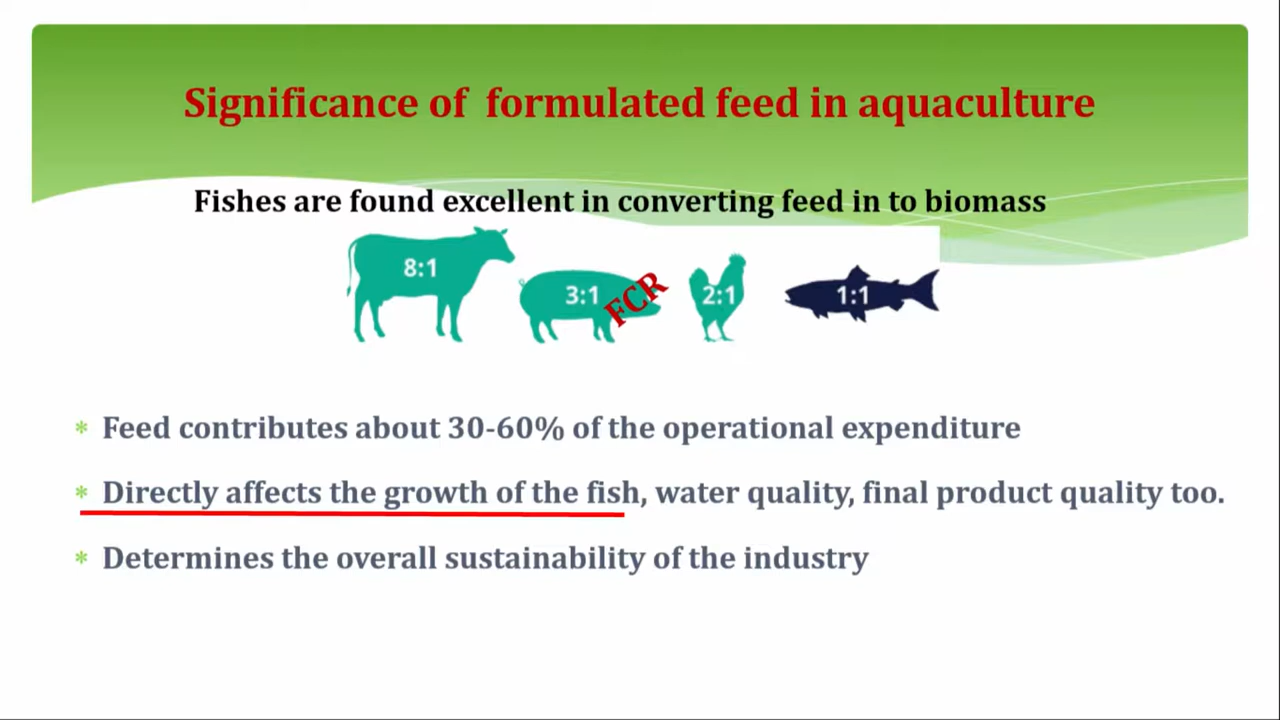 Significance of formulated feed in aquaculture
Fishes are found excellent in converting feed in to biomass
8:1
3:1
FCR
2:1
1:1
* Feed contributes about 30-60% of the operational expenditure
* Directly affects the growth of the fish, water quality, final product quality too.
* Determines the overall sustainability of the industry